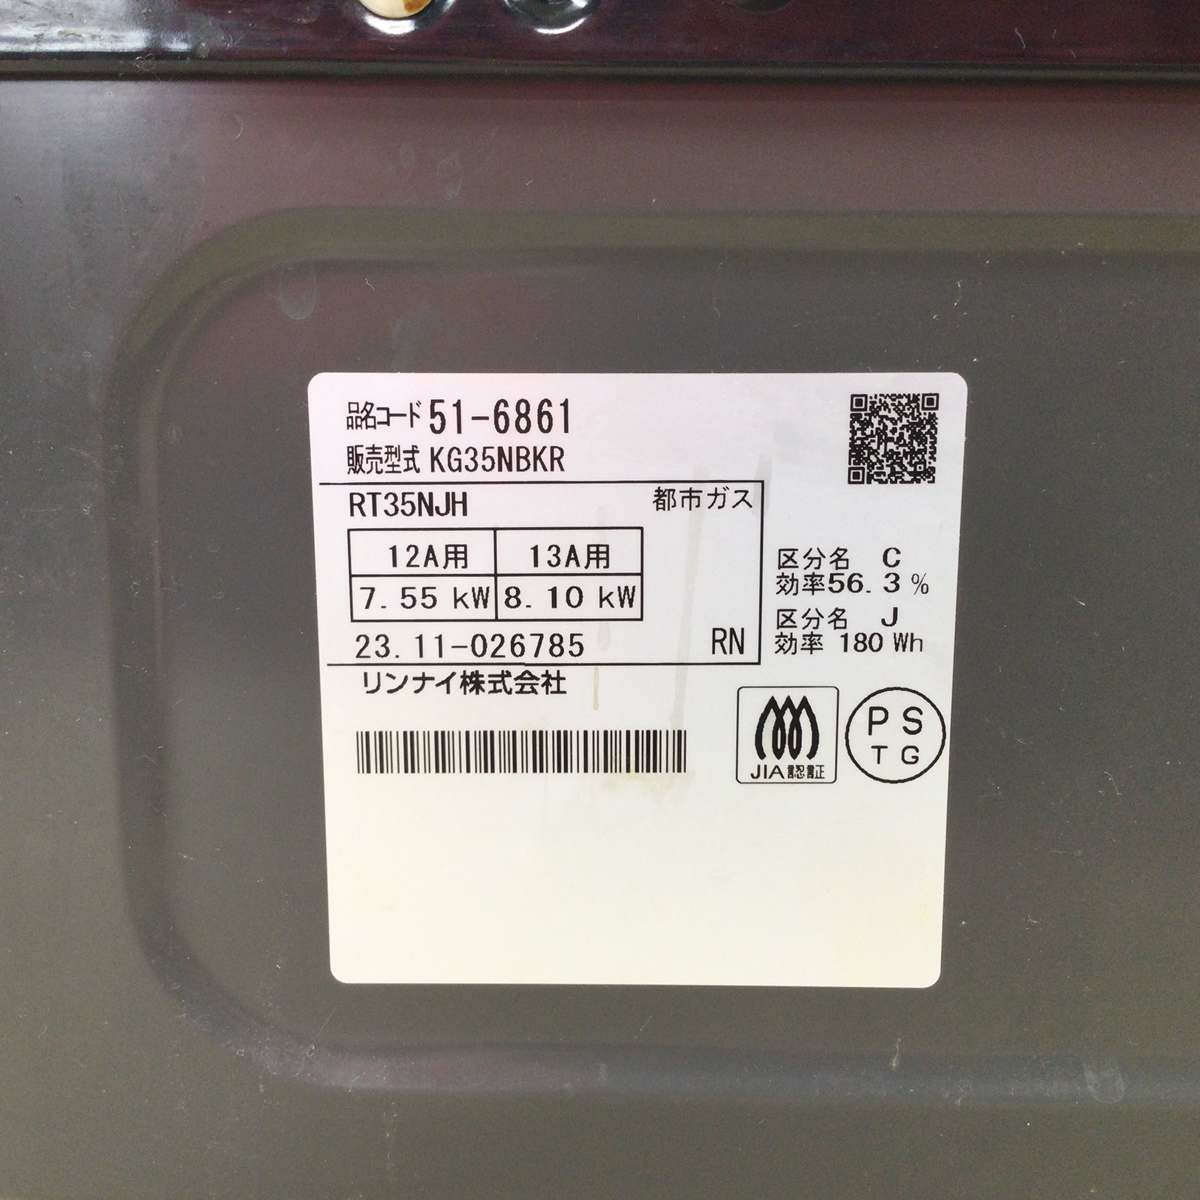 品名コード 51-6861
販売型式 KG35NBKR
RT35NJH 都市ガス
12A用 13A用
7.55 kW 8.10 kW
23.11-026785 RN
リンナイ株式会社
区分名 C
効率56.3%
区分名 J
効率 180 Wh
JIA認証
PS
TG